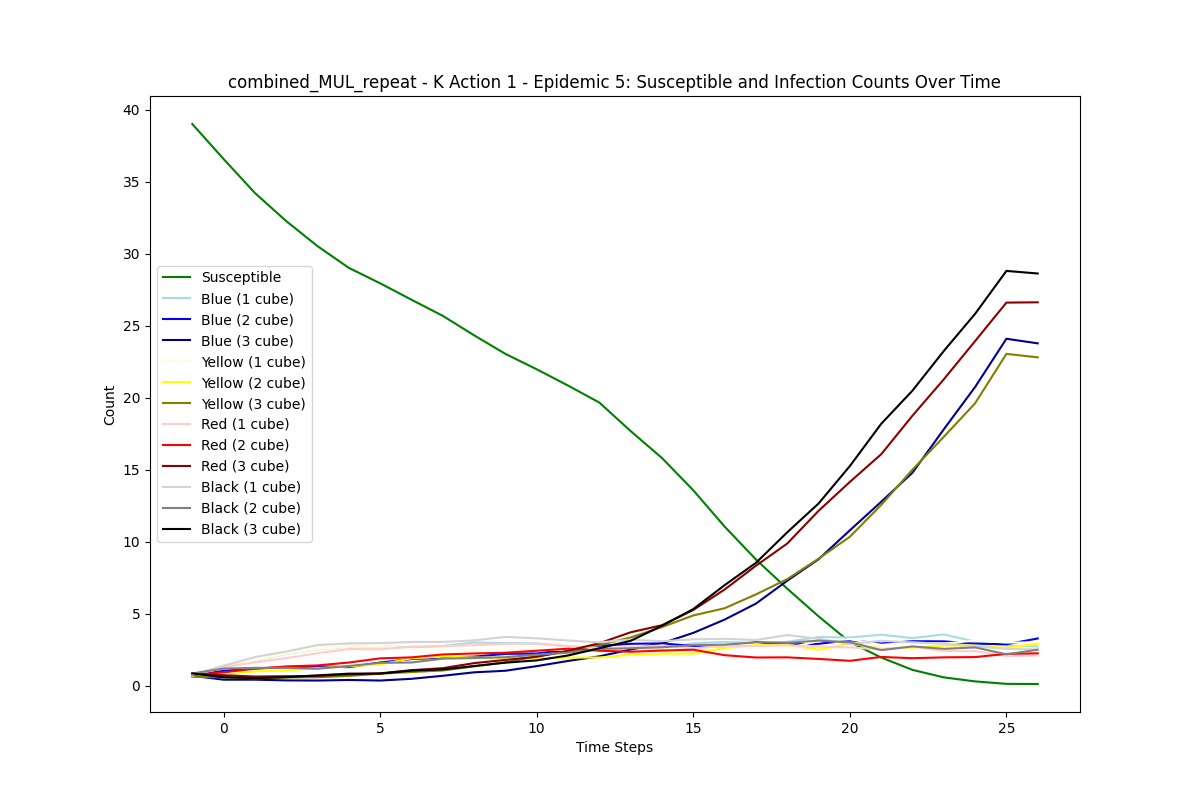 combined_MUL_repeat - K Action 1 - Epidemic 5: Susceptible and Infection Counts Over Time
40
35
30
25
20
15
10
5
0
Count
Susceptible
Blue (1 cube)
Blue (2 cube)
Blue (3 cube)
Yellow (1 cube)
Yellow (2 cube)
Yellow (3 cube)
Red (1 cube)
Red (2 cube)
Red (3 cube)
Black (1 cube)
Black (2 cube)
Black (3 cube)
0 5 10 15 20 25
Time Steps